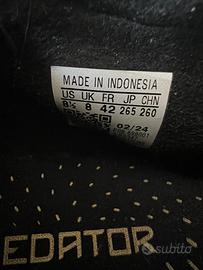 MADE IN INDONESIA
US UK FR JP CHN
8½ 8 42 265 260
02/24
EDATOR
subito